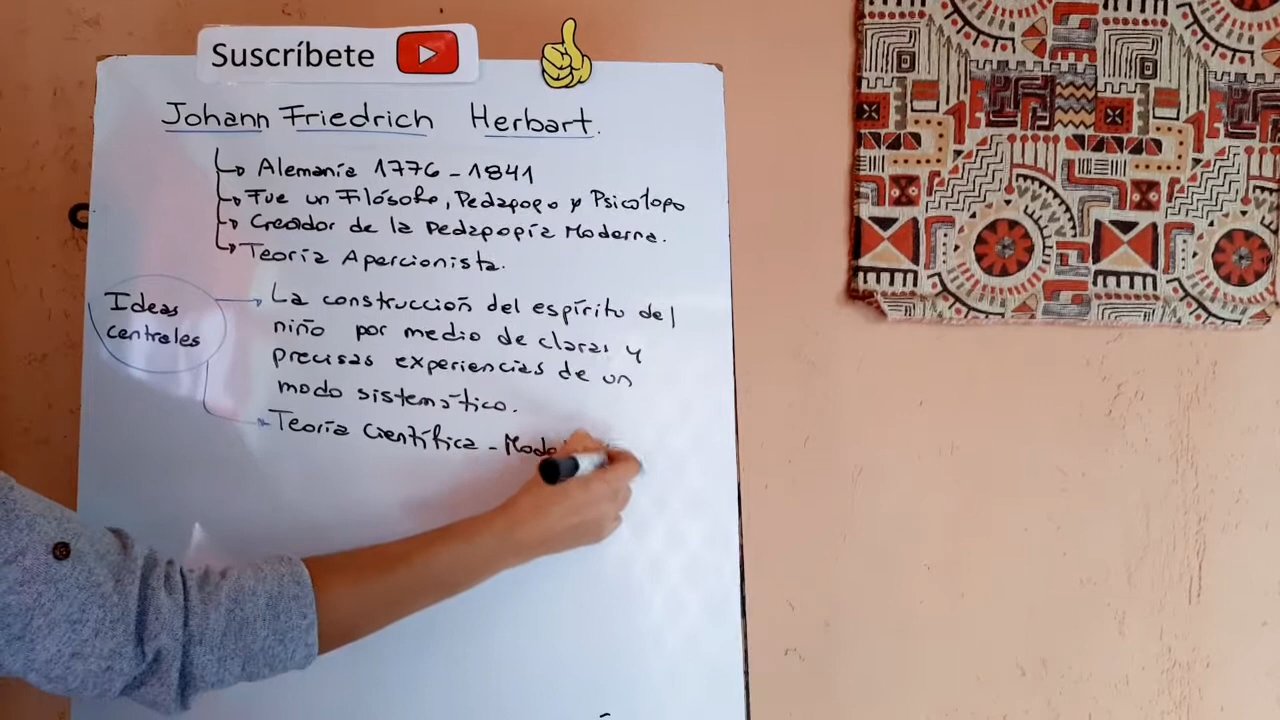 Suscríbete
Johann Friedrich Herbart.
Alemania 1776 - 1841
Fue un Filósofo, Pedagogo y Psicólogo
Creador de la Pedagogía Moderna.
Teoría Apercionista.
Ideas
centrales
La construcción del espíritu del
niño por medio de claras y
precisas experiencias de un
modo sistemático.
Teoría Científica -